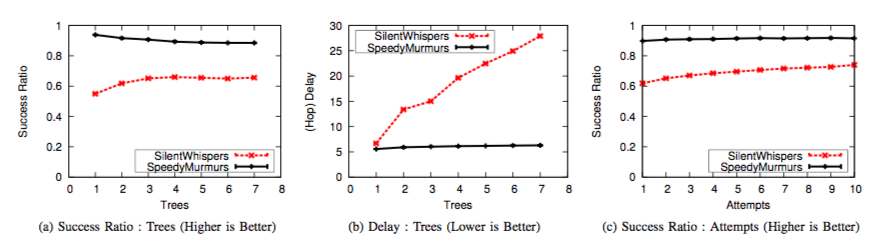 1
0.8
0.6
0.4
0.2
0
Success Ratio
SilentWhispers
SpeedyMurmurs
0 1 2 3 4 5 6 7 8
Trees
(a) Success Ratio : Trees (Higher is Better)
30
25
20
15
10
5
0
(Hop) Delay
SilentWhispers
SpeedyMurmurs
0 1 2 3 4 5 6 7 8
Trees
(b) Delay : Trees (Lower is Better)
1
0.8
0.6
0.4
0.2
0
Success Ratio
SilentWhispers
SpeedyMurmurs
1 2 3 4 5 6 7 8 9 10
Attempts
(c) Success Ratio : Attempts (Higher is Better)